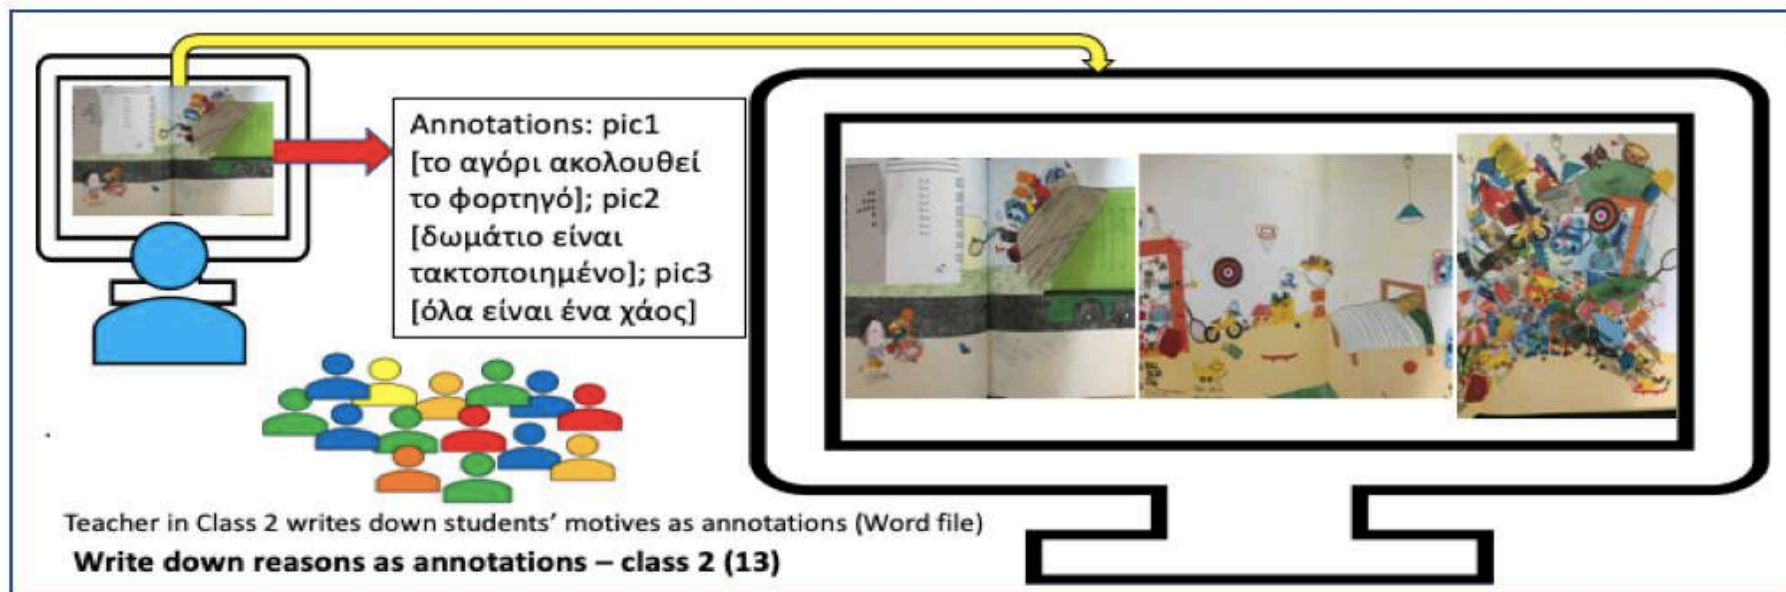 Annotations: pic1
[το αγόρι ακολουθεί
το φορτηγό]; pic2
[δωμάτιο είναι
τακτοποιημένο]; pic3
[όλα είναι ένα χάος]
Teacher in Class 2 writes down students’ motives as annotations (Word file)
Write down reasons as annotations – class 2 (13)